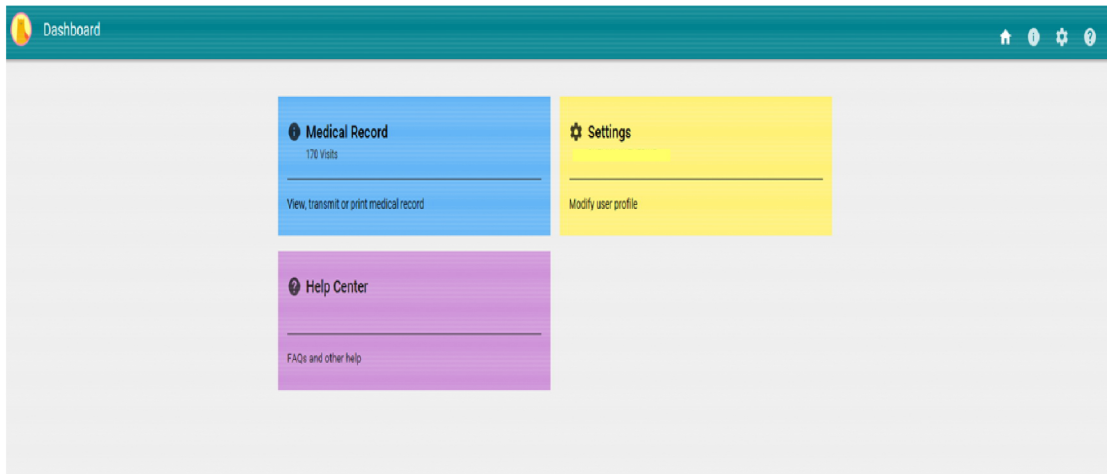 Dashboard
Medical Record
170 Visits
View, transmit or print medical record
Settings
Modify user profile
Help Center
FAQs and other help